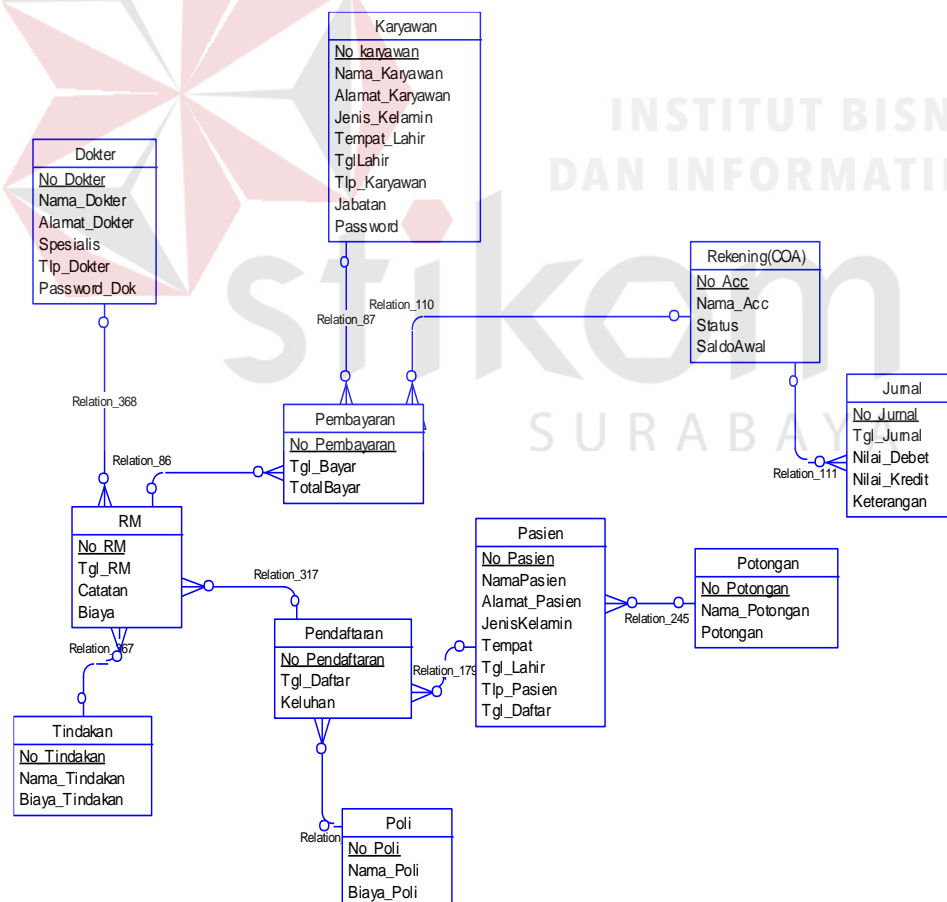 Karyawan
No_karyawan
Nama_Karyawan
Alamat_Karyawan
Jenis_Kelamin
Tempat_Lahir
TglLahir
Tlp_Karyawan
Jabatan
Password
INSTITUT BISN
DAN INFORMATI
stikom
SURABAYA
Dokter
No_Dokter
Nama_Dokter
Alamat_Dokter
Spesialis
Tlp_Dokter
Password_Dok
Rekening(COA)
No_Acc
Nama_Acc
Status
SaldoAwal
Relation_110
Relation_87
Relation_368
Jurnal
No_Jurnal
Tgl_Jurnal
Nilai_Debet
Nilai_Kredit
Keterangan
Relation_111
Pembayaran
No_Pembayaran
Tgl_Bayar
TotalBayar
Relation_86
RM
No_RM
Tgl_RM
Catatan
Biaya
Relation_317
Pasien
No_Pasien
NamaPasien
Alamat_Pasien
JenisKelamin
Tempat
Tgl_Lahir
Tlp_Pasien
Tgl_Daftar
Potongan
No_Potongan
Nama_Potongan
Potongan
Relation_245
Pendaftaran
No_Pendaftaran
Tgl_Daftar
Keluhan
Relation_179
Tindakan
No_Tindakan
Nama_Tindakan
Biaya_Tindakan
Poli
No_Poli
Nama_Poli
Biaya_Poli
Relation